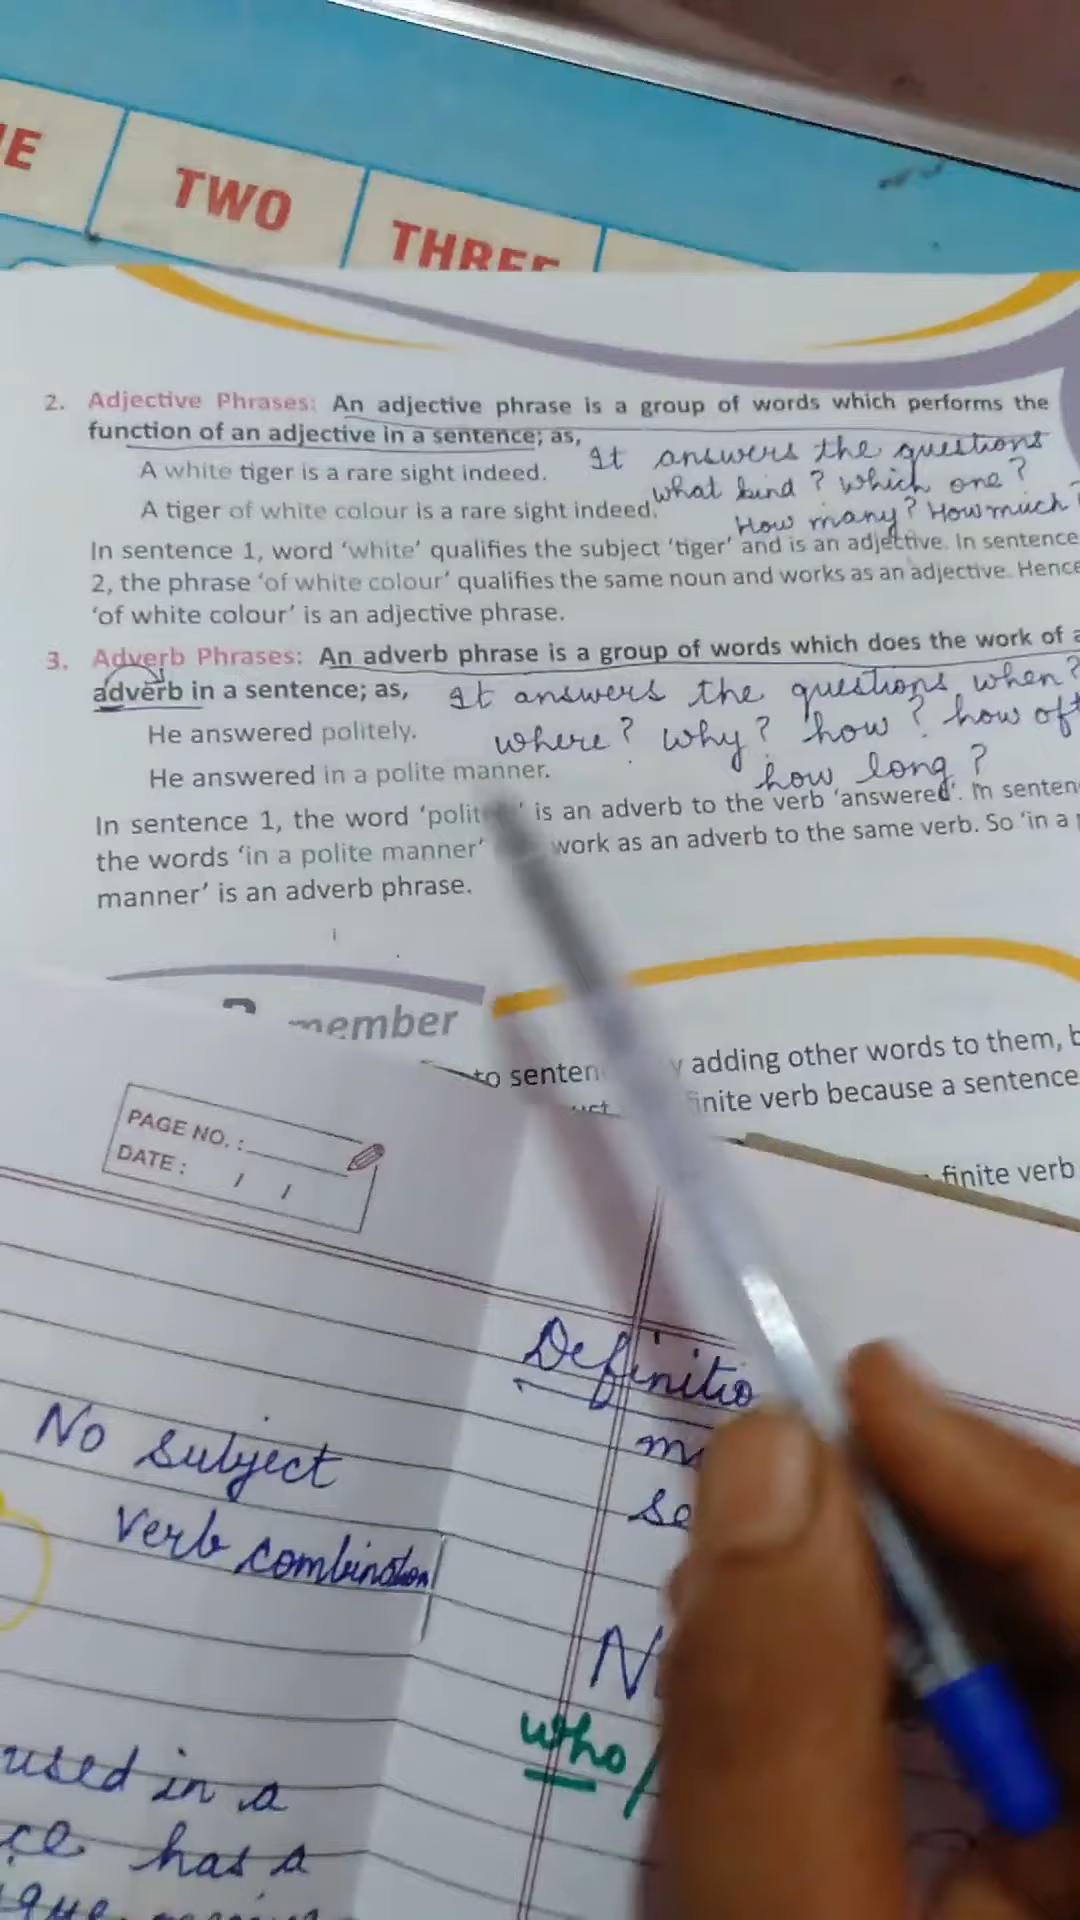 TWO
THREE
2. Adjective Phrases: An adjective phrase is a group of words which performs the
function of an adjective in a sentence; as,
It answers the questions
A white tiger is a rare sight indeed.
what kind? which one?
A tiger of white colour is a rare sight indeed.
How many? How much
In sentence 1, word 'white' qualifies the subject 'tiger' and is an adjective. In sentence
2, the phrase 'of white colour' qualifies the same noun and works as an adjective. Hence
'of white colour' is an adjective phrase.
3. Adverb Phrases: An adverb phrase is a group of words which does the work of a
adverb in a sentence; as,
It answers the questions when?
He answered politely.
where? why? how? how oft
He answered in a polite manner.
how long?
In sentence 1, the word 'polit is an adverb to the verb 'answered'. In senten
the words 'in a polite manner' work as an adverb to the same verb. So 'in a
manner' is an adverb phrase.
member
to senten adding other words to them, b
finite verb because a sentence
finite verb
PAGE NO. :
DATE : / /
Definitio
No subject
verb combination
who/
used in a
has a